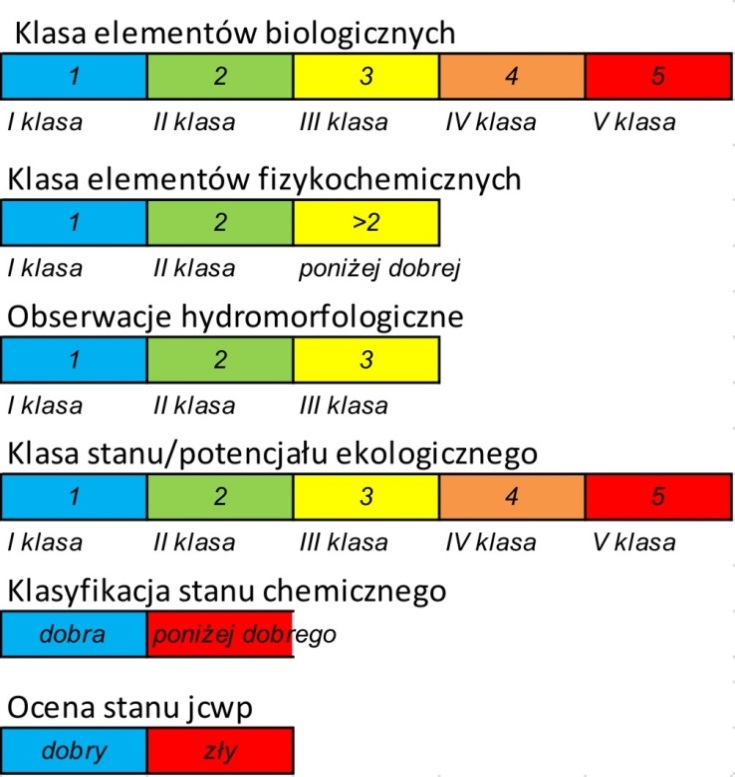 Klasa elementów biologicznych
1 2 3 4 5
I klasa II klasa III klasa IV klasa V klasa
Klasa elementów fizykochemicznych
1 2 >2
I klasa II klasa poniżej dobrej
Obserwacje hydromorfologiczne
1 2 3
I klasa II klasa III klasa
Klasa stanu/potencjału ekologicznego
1 2 3 4 5
I klasa II klasa III klasa IV klasa V klasa
Klasyfikacja stanu chemicznego
dobra poniżej dobrego
Ocena stanu jcwp
dobry zły